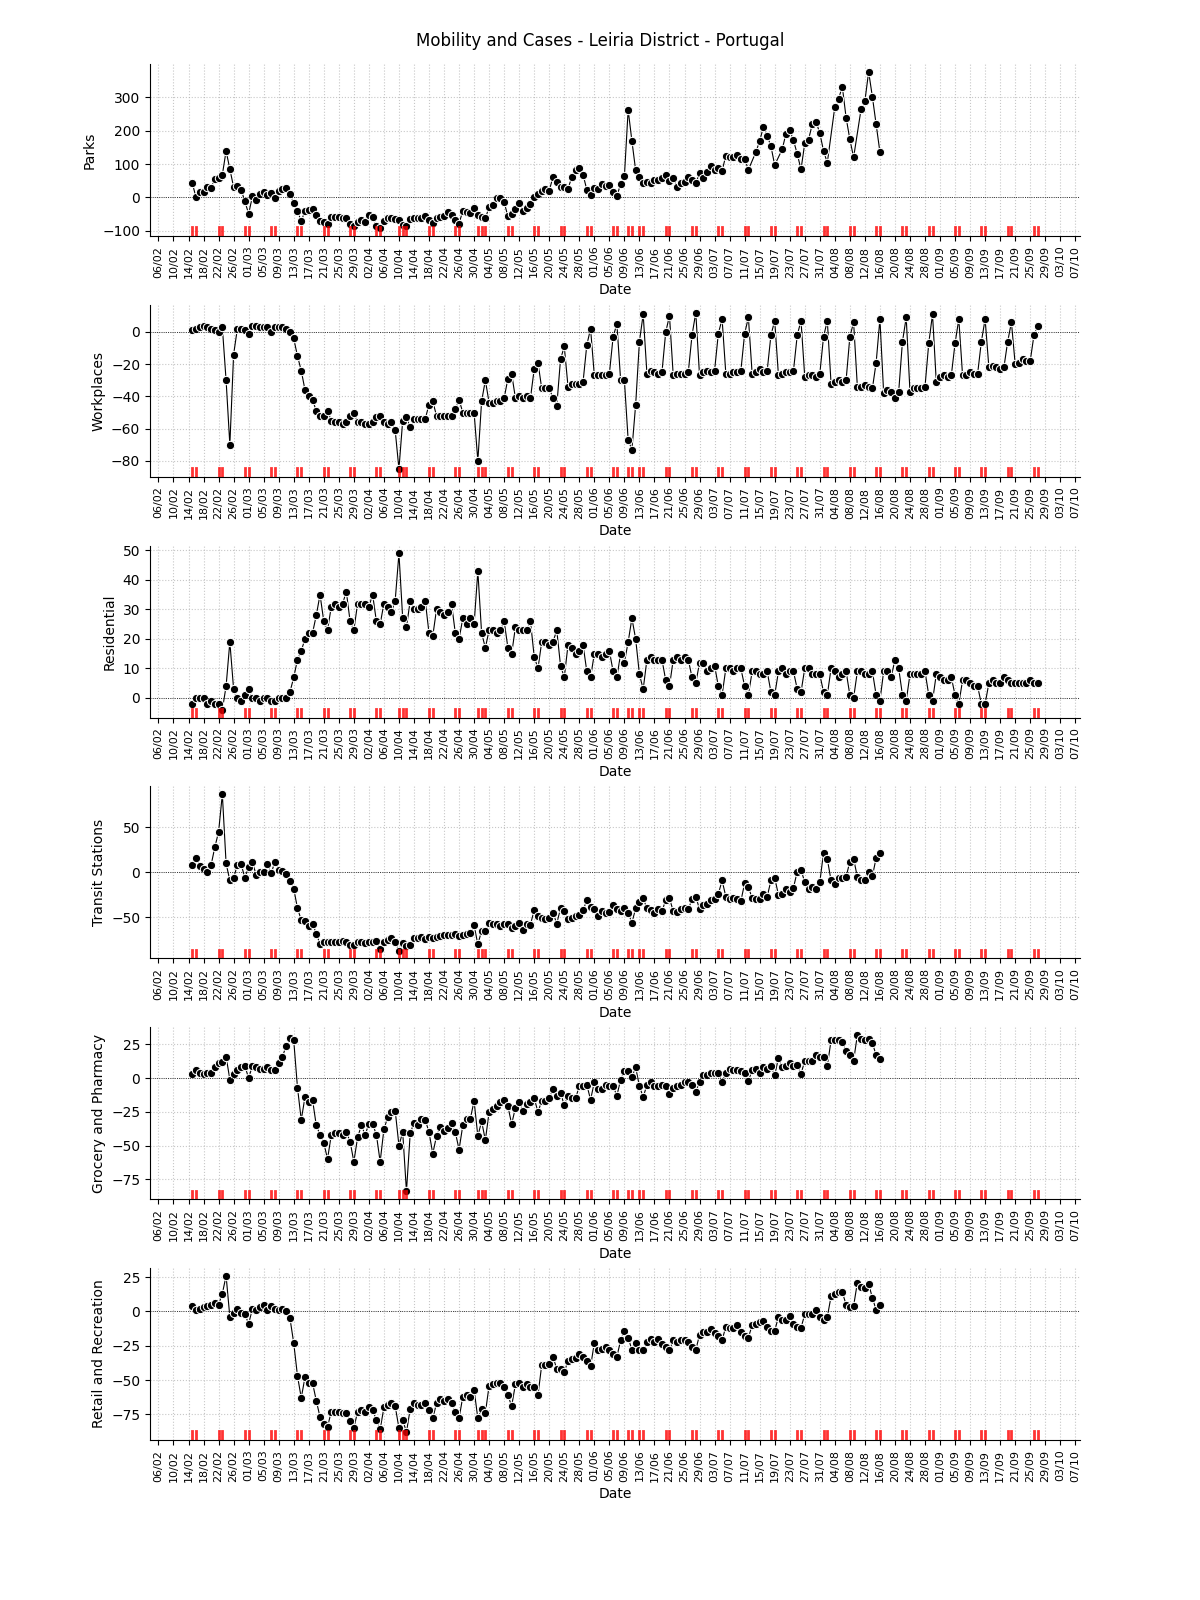 Mobility and Cases - Leiria District - Portugal
Parks
300
200
100
0
−100
06/02 10/02 14/02 18/02 22/02 26/02 01/03 05/03 09/03 13/03 17/03 21/03 25/03 29/03 02/04 06/04 10/04 14/04 18/04 22/04 26/04 30/04 04/05 08/05 12/05 16/05 20/05 24/05 28/05 01/06 05/06 09/06 13/06 17/06 21/06 25/06 29/06 03/07 07/07 11/07 15/07 19/07 23/07 27/07 31/07 04/08 08/08 12/08 16/08 20/08 24/08 28/08 01/09 05/09 09/09 13/09 17/09 21/09 25/09 29/09 03/10 07/10
Date
Workplaces
0
−20
−40
−60
−80
06/02 10/02 14/02 18/02 22/02 26/02 01/03 05/03 09/03 13/03 17/03 21/03 25/03 29/03 02/04 06/04 10/04 14/04 18/04 22/04 26/04 30/04 04/05 08/05 12/05 16/05 20/05 24/05 28/05 01/06 05/06 09/06 13/06 17/06 21/06 25/06 29/06 03/07 07/07 11/07 15/07 19/07 23/07 27/07 31/07 04/08 08/08 12/08 16/08 20/08 24/08 28/08 01/09 05/09 09/09 13/09 17/09 21/09 25/09 29/09 03/10 07/10
Date
Residential
50
40
30
20
10
0
06/02 10/02 14/02 18/02 22/02 26/02 01/03 05/03 09/03 13/03 17/03 21/03 25/03 29/03 02/04 06/04 10/04 14/04 18/04 22/04 26/04 30/04 04/05 08/05 12/05 16/05 20/05 24/05 28/05 01/06 05/06 09/06 13/06 17/06 21/06 25/06 29/06 03/07 07/07 11/07 15/07 19/07 23/07 27/07 31/07 04/08 08/08 12/08 16/08 20/08 24/08 28/08 01/09 05/09 09/09 13/09 17/09 21/09 25/09 29/09 03/10 07/10
Date
Transit Stations
50
0
−50
06/02 10/02 14/02 18/02 22/02 26/02 01/03 05/03 09/03 13/03 17/03 21/03 25/03 29/03 02/04 06/04 10/04 14/04 18/04 22/04 26/04 30/04 04/05 08/05 12/05 16/05 20/05 24/05 28/05 01/06 05/06 09/06 13/06 17/06 21/06 25/06 29/06 03/07 07/07 11/07 15/07 19/07 23/07 27/07 31/07 04/08 08/08 12/08 16/08 20/08 24/08 28/08 01/09 05/09 09/09 13/09 17/09 21/09 25/09 29/09 03/10 07/10
Date
Grocery and Pharmacy
25
0
−25
−50
−75
06/02 10/02 14/02 18/02 22/02 26/02 01/03 05/03 09/03 13/03 17/03 21/03 25/03 29/03 02/04 06/04 10/04 14/04 18/04 22/04 26/04 30/04 04/05 08/05 12/05 16/05 20/05 24/05 28/05 01/06 05/06 09/06 13/06 17/06 21/06 25/06 29/06 03/07 07/07 11/07 15/07 19/07 23/07 27/07 31/07 04/08 08/08 12/08 16/08 20/08 24/08 28/08 01/09 05/09 09/09 13/09 17/09 21/09 25/09 29/09 03/10 07/10
Date
Retail and Recreation
25
0
−25
−50
−75
06/02 10/02 14/02 18/02 22/02 26/02 01/03 05/03 09/03 13/03 17/03 21/03 25/03 29/03 02/04 06/04 10/04 14/04 18/04 22/04 26/04 30/04 04/05 08/05 12/05 16/05 20/05 24/05 28/05 01/06 05/06 09/06 13/06 17/06 21/06 25/06 29/06 03/07 07/07 11/07 15/07 19/07 23/07 27/07 31/07 04/08 08/08 12/08 16/08 20/08 24/08 28/08 01/09 05/09 09/09 13/09 17/09 21/09 25/09 29/09 03/10 07/10
Date